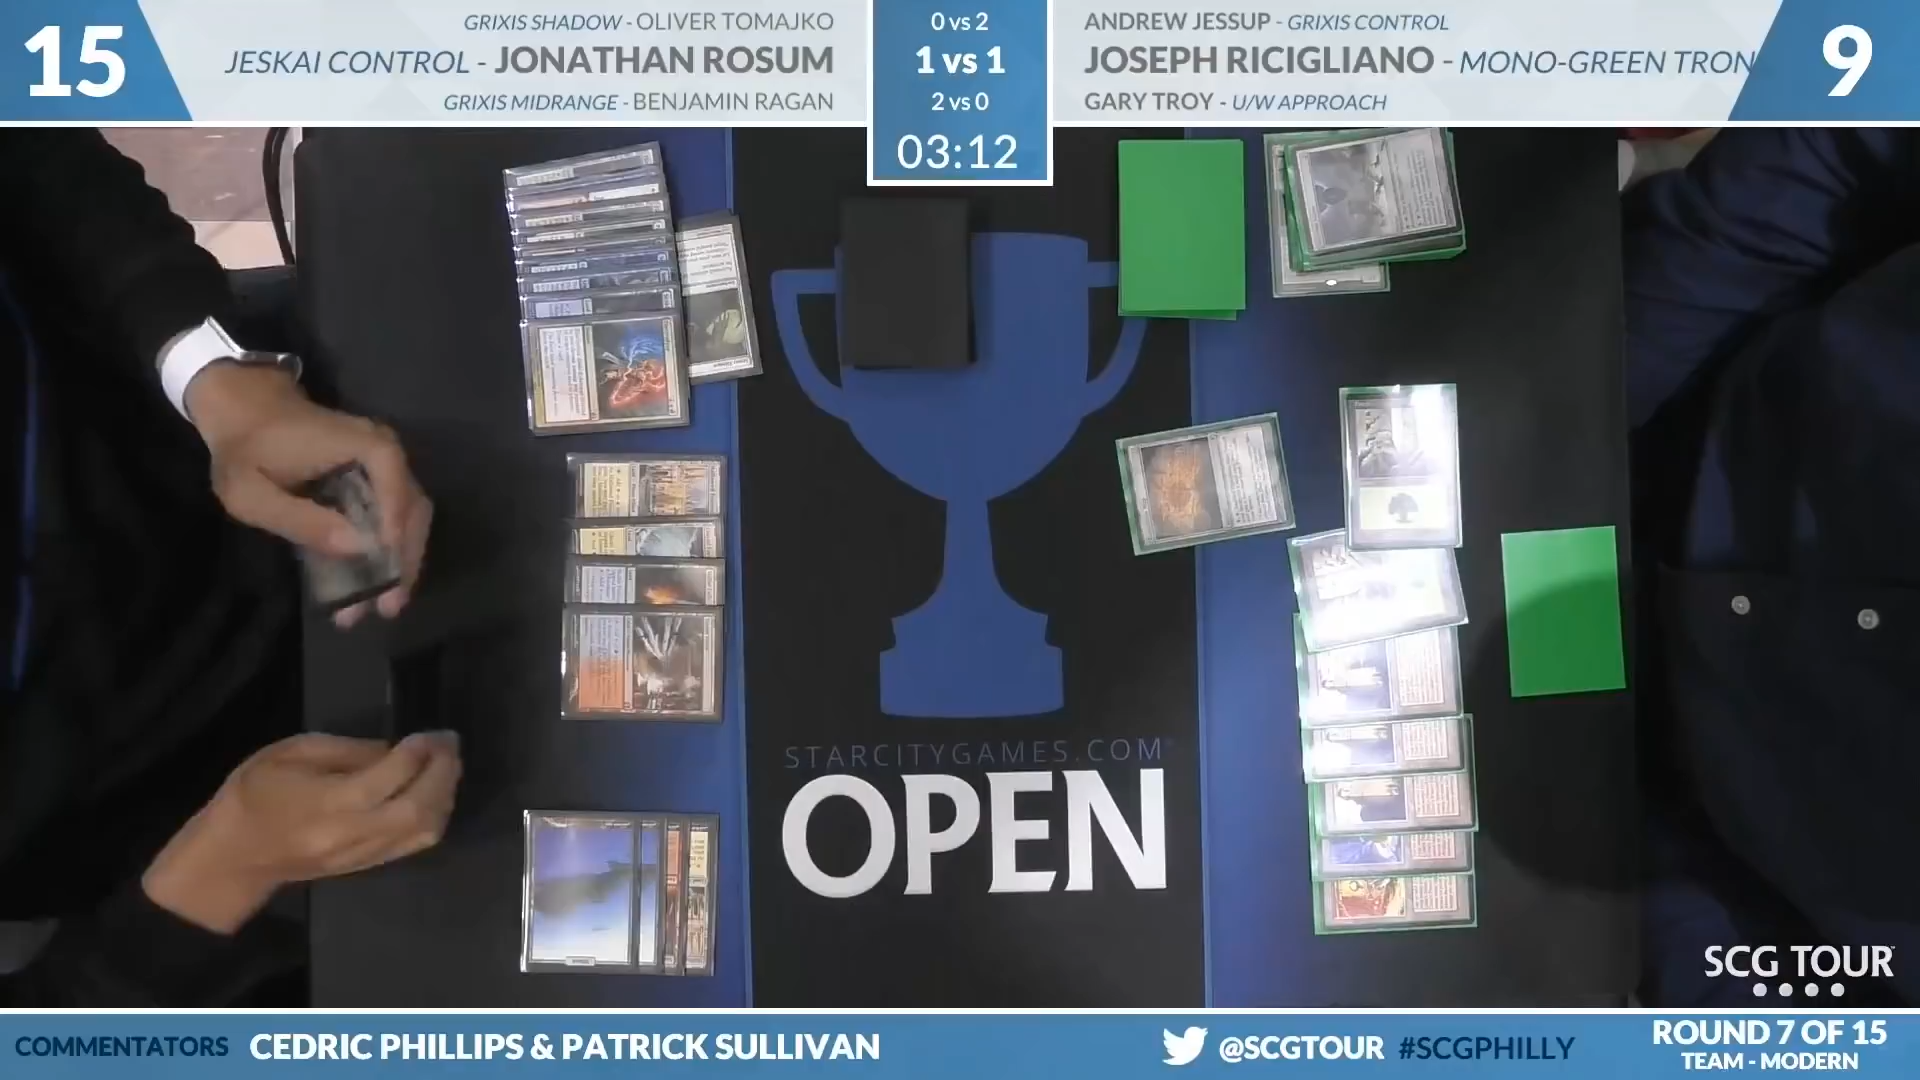 15
GRIXIS SHADOW - OLIVER TOMAJKO
JESKAI CONTROL - JONATHAN ROSUM
GRIXIS MIDRANGE - BENJAMIN RAGAN
0 vs 2
1 vs 1
2 vs 0
03:12
ANDREW JESSUP - GRIXIS CONTROL
JOSEPH RICIGLIANO - MONO-GREEN TRON
GARY TROY - U/W APPROACH
9
STARCITYGAMES.COM
OPEN
SCG TOUR
COMMENTATORS CEDRIC PHILLIPS & PATRICK SULLIVAN
@SCGTOUR #SCGPHILLY
ROUND 7 OF 15
TEAM - MODERN